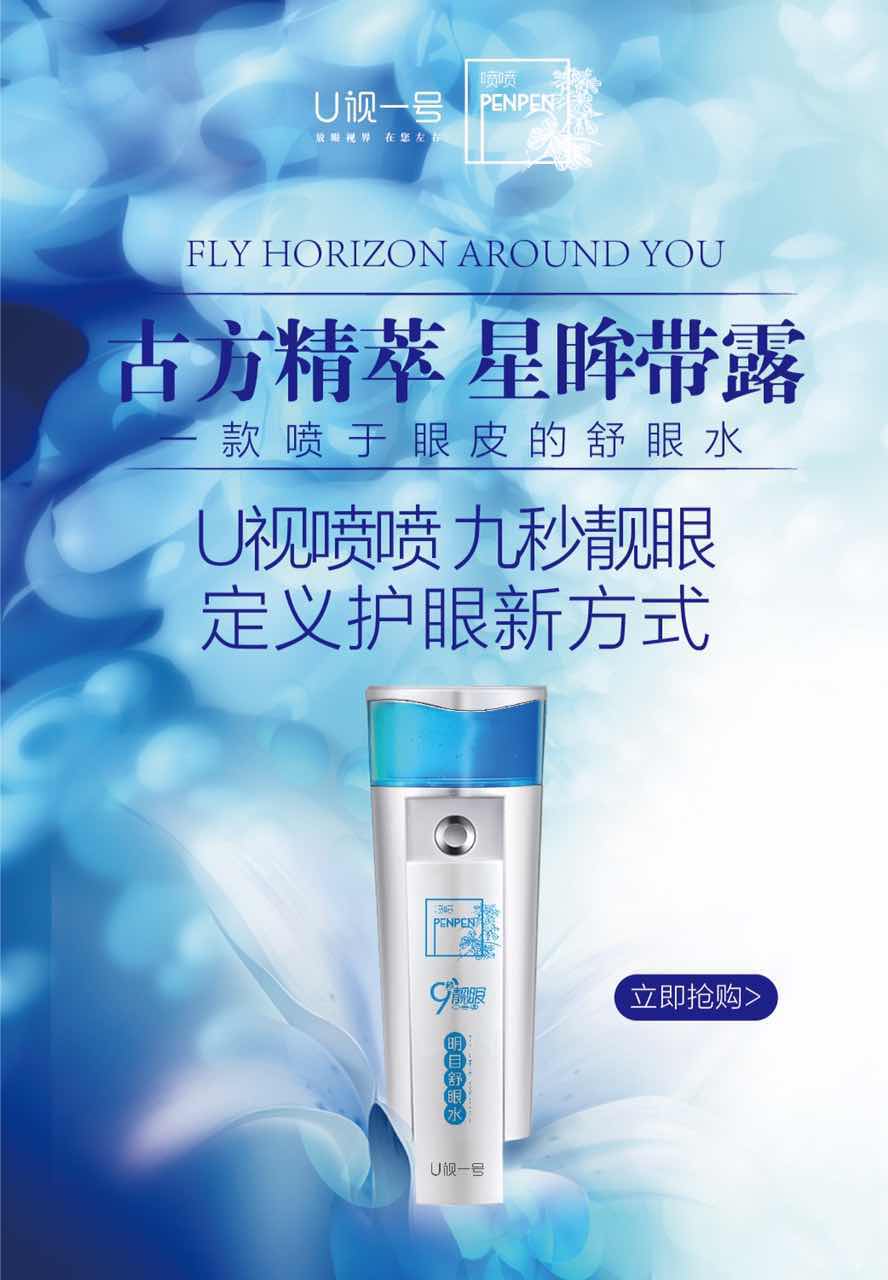 U视一号
放眼视界 在您左右
喷喷
PENPEN
FLY HORIZON AROUND YOU
古方精萃 星眸带露
一款喷于眼皮的舒眼水
U视喷喷 九秒靓眼
定义护眼新方式
PENPEN
9秒靓眼
明目舒眼水
立即抢购>
U视一号